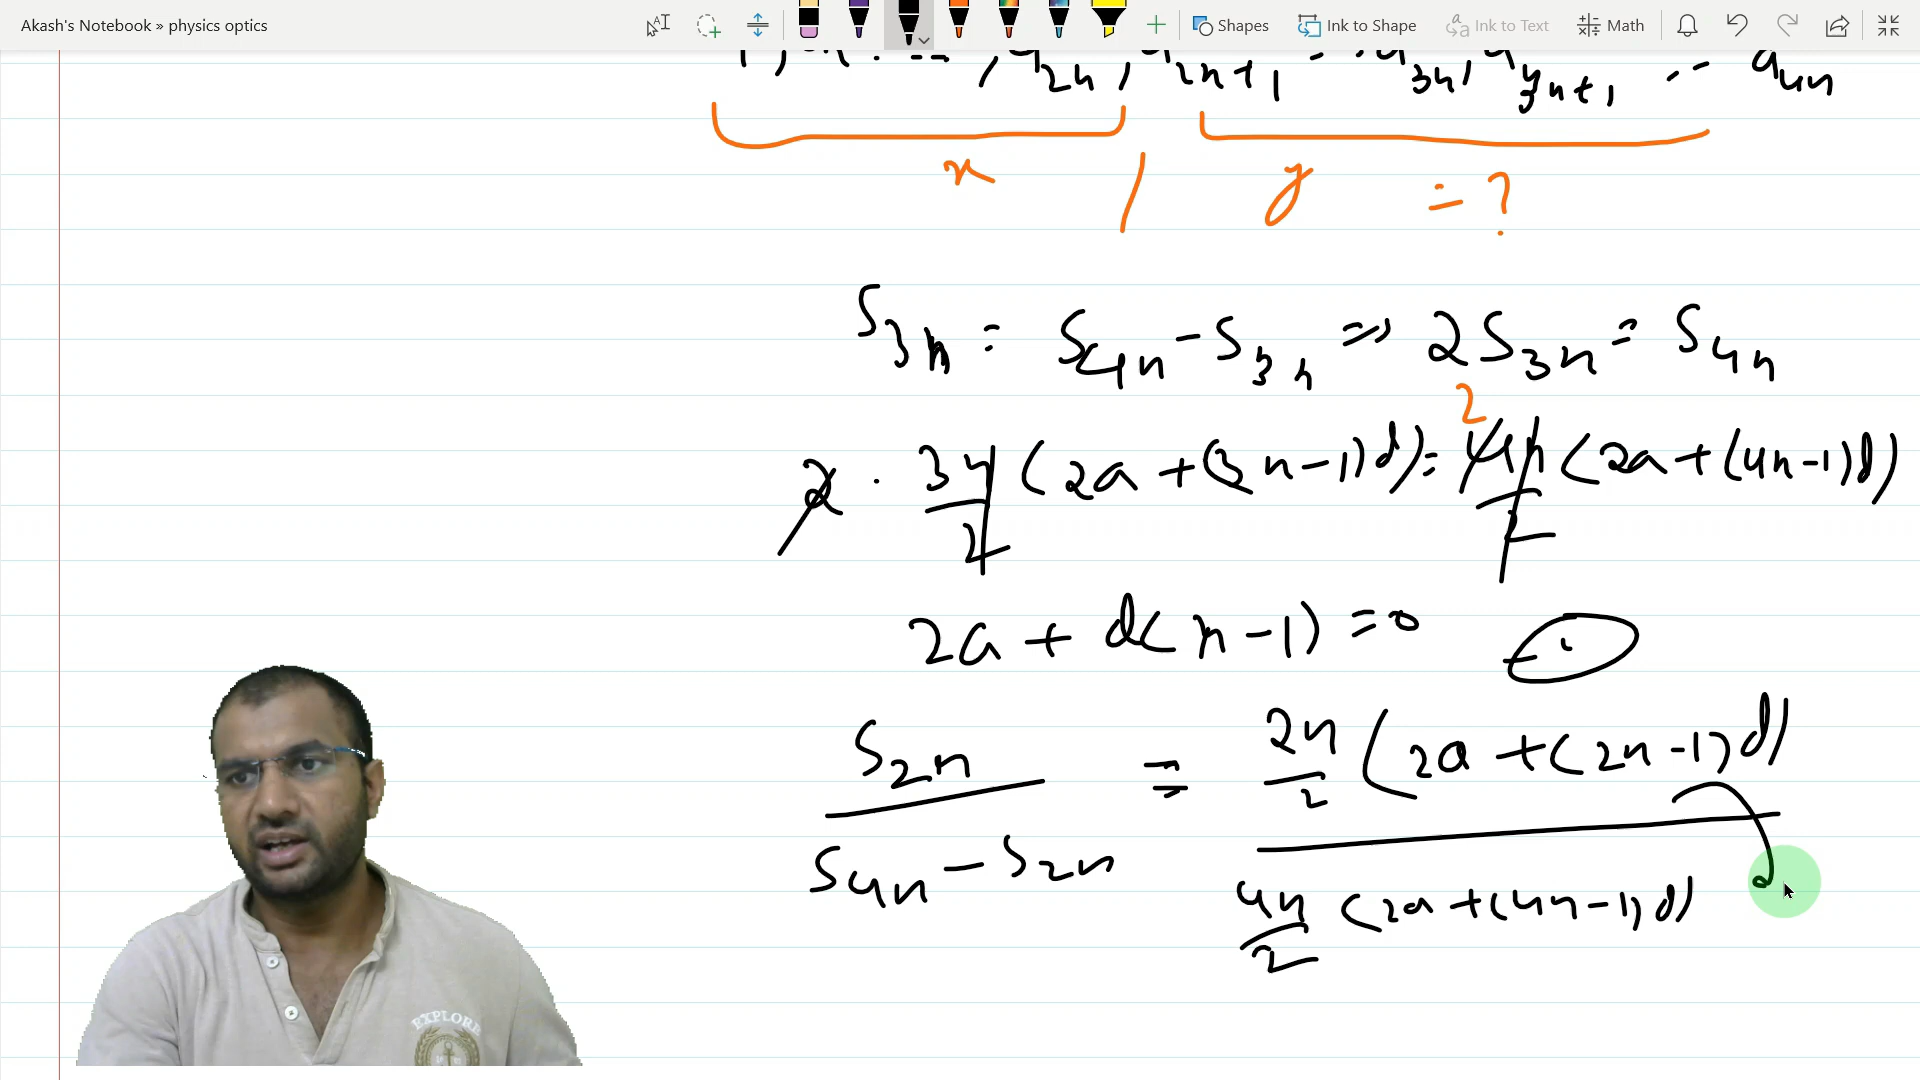 Akash's Notebook » physics optics
Shapes Ink to Shape Ink to Text Math
, a2n, a2n+1 - - a3n, a3n+1 -- a4n
x / y = ?
S3n = S4n - S3n => 2S3n = S4n
2
2 . 3n/2 (2a + (3n-1)d) = 4n/2 (2a + (4n-1)d)
2a + d(n-1) = 0
S2n / S4n - S2n = 2n/2 (2a + (2n-1)d) / 4n/2 (2a + (4n-1)d)
EXPLORE